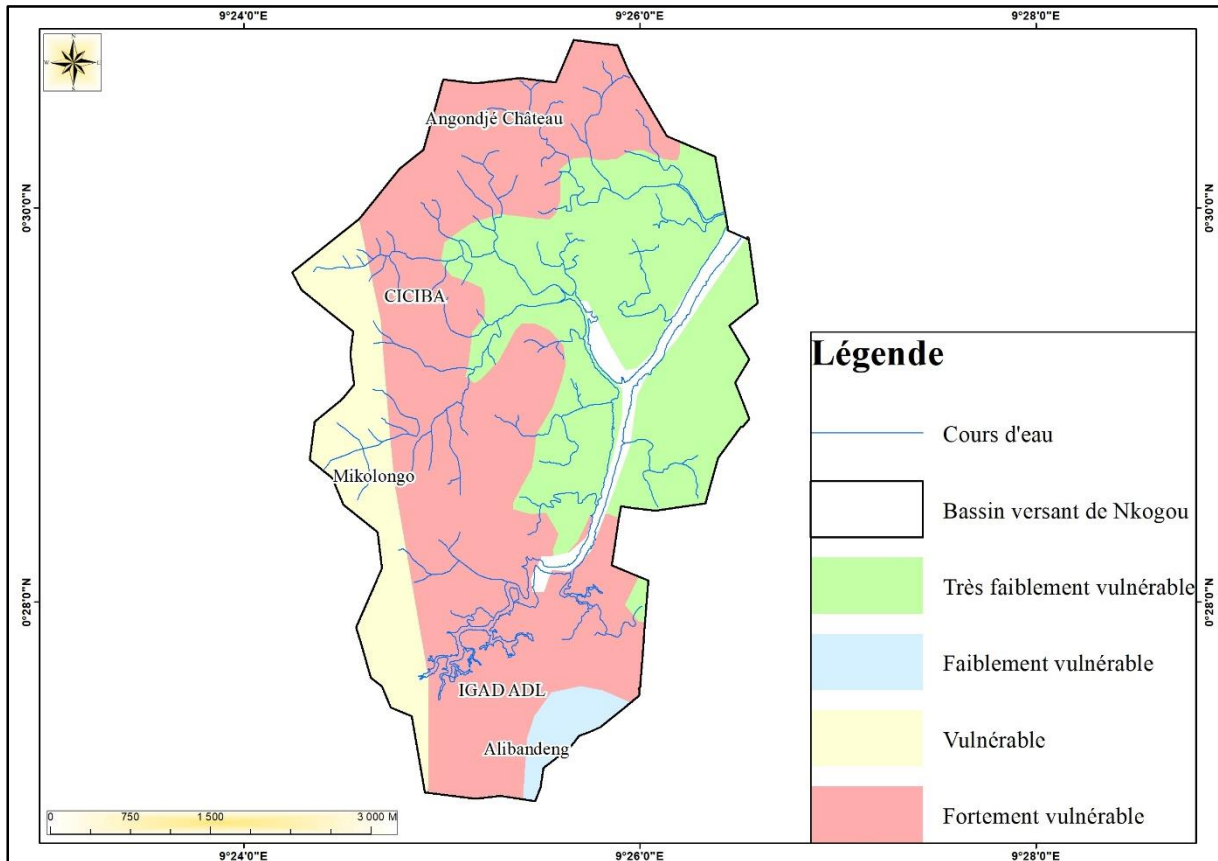 9°24'0"E 9°26'0"E 9°28'0"E
N
W E
S
Angondjé Château
0°30'0"N 0°30'0"N
CICIBA
Légende
Cours d'eau
Mikolongo
Bassin versant de Nkogou
Très faiblement vulnérable
0°28'0"N 0°28'0"N
Faiblement vulnérable
IGAD ADL
Alibandeng
Vulnérable
Fortement vulnérable
0 750 1 500 3 000 M
9°24'0"E 9°26'0"E 9°28'0"E